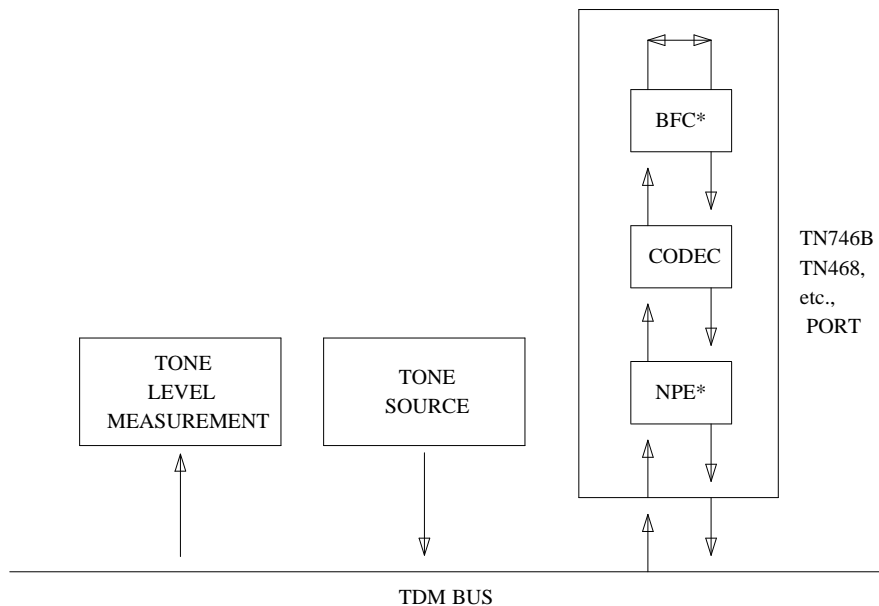 BFC*
CODEC
TN746B
TN468,
etc.,
PORT
TONE
LEVEL
MEASUREMENT
TONE
SOURCE
NPE*
TDM BUS